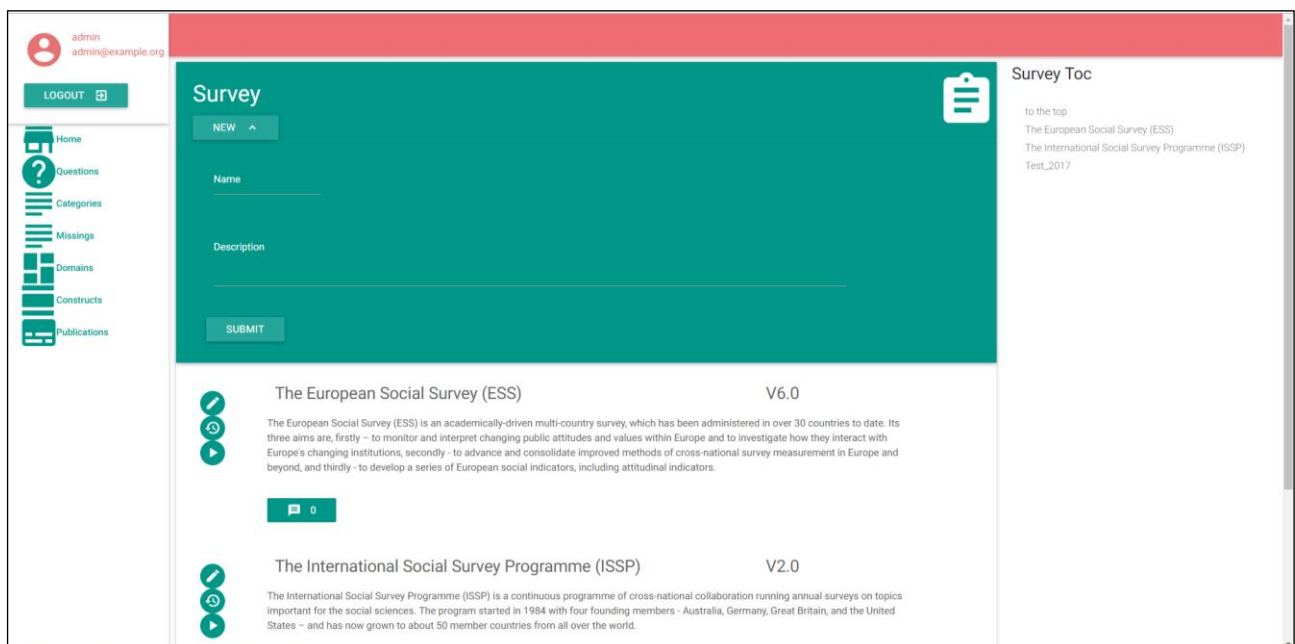 admin
admin@example.org
LOGOUT
Home
Questions
Categories
Missings
Domains
Constructs
Publications
Survey
NEW
Name
Description
SUBMIT
The European Social Survey (ESS) V6.0
The European Social Survey (ESS) is an academically-driven multi-country survey, which has been administered in over 30 countries to date. Its
three aims are, firstly – to monitor and interpret changing public attitudes and values within Europe and to investigate how they interact with
Europe's changing institutions, secondly - to advance and consolidate improved methods of cross-national survey measurement in Europe and
beyond, and thirdly - to develop a series of European social indicators, including attitudinal indicators.
0
The International Social Survey Programme (ISSP) V2.0
The International Social Survey Programme (ISSP) is a continuous programme of cross-national collaboration running annual surveys on topics
important for the social sciences. The program started in 1984 with four founding members - Australia, Germany, Great Britain, and the United
States – and has now grown to about 50 member countries from all over the world.
Survey Toc
to the top
The European Social Survey (ESS)
The International Social Survey Programme (ISSP)
Test_2017